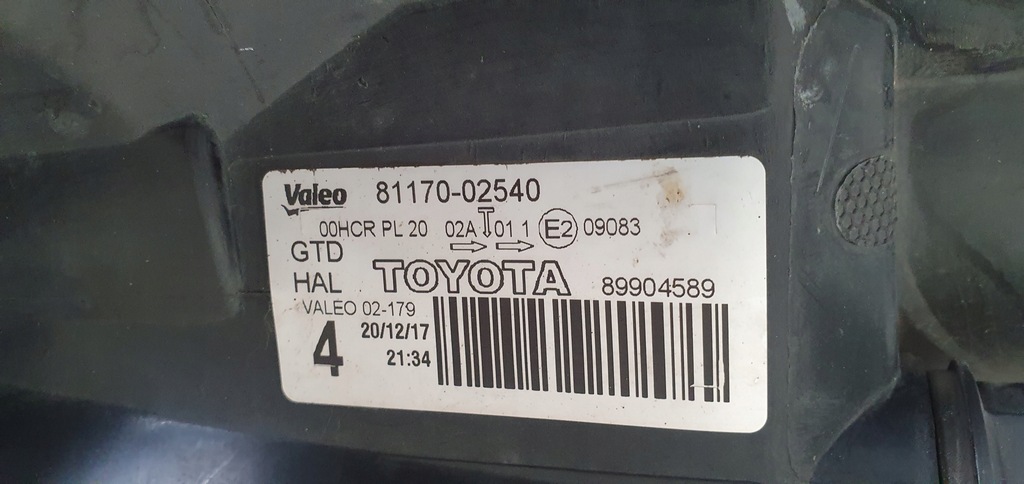 Valeo 81170-02540
00HCR PL 20 02A 01 1 E2 09083
GTD
HAL TOYOTA 89904589
VALEO 02-179
4 20/12/17
21:34